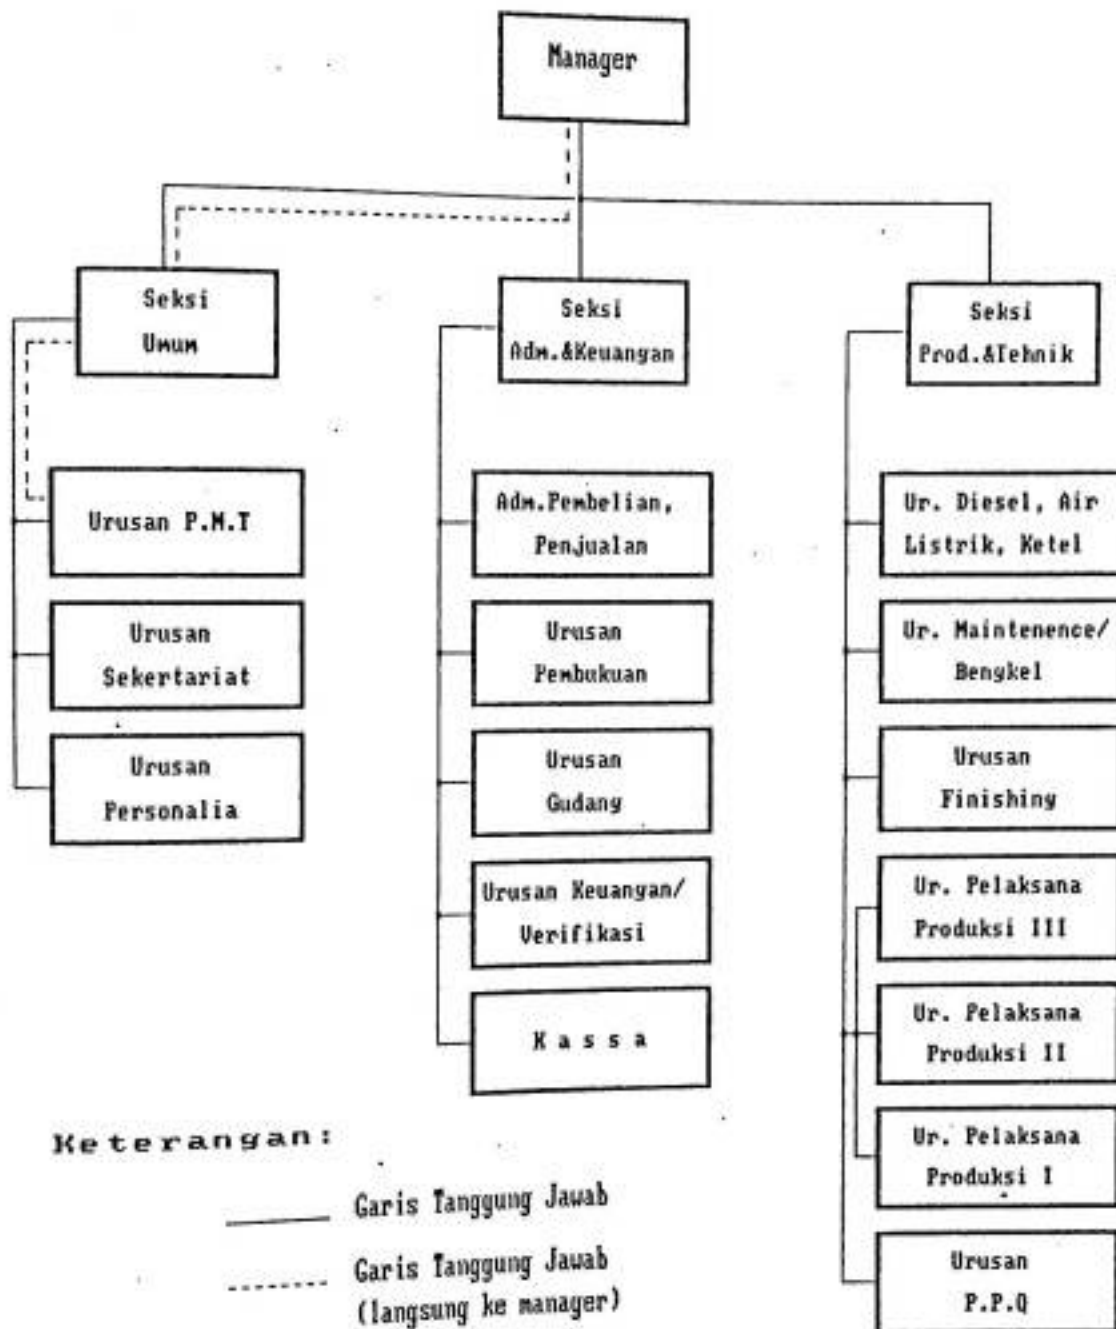 Manager
Seksi
Umum
Seksi
Adm.&Keuangan
Seksi
Prod.&Tehnik
Urusan P.M.T
Urusan
Sekertariat
Urusan
Personalia
Adm.Pembelian,
Penjualan
Urusan
Pembukuan
Urusan
Gudang
Urusan Keuangan/
Verifikasi
K a s s a
Ur. Diesel, Air
Listrik, Ketel
Ur. Maintenence/
Bengkel
Urusan
Finishing
Ur. Pelaksana
Produksi III
Ur. Pelaksana
Produksi II
Ur. Pelaksana
Produksi I
Urusan
P.P.Q
Keterangan:
Garis Tanggung Jawab
Garis Tanggung Jawab
(langsung ke manager)